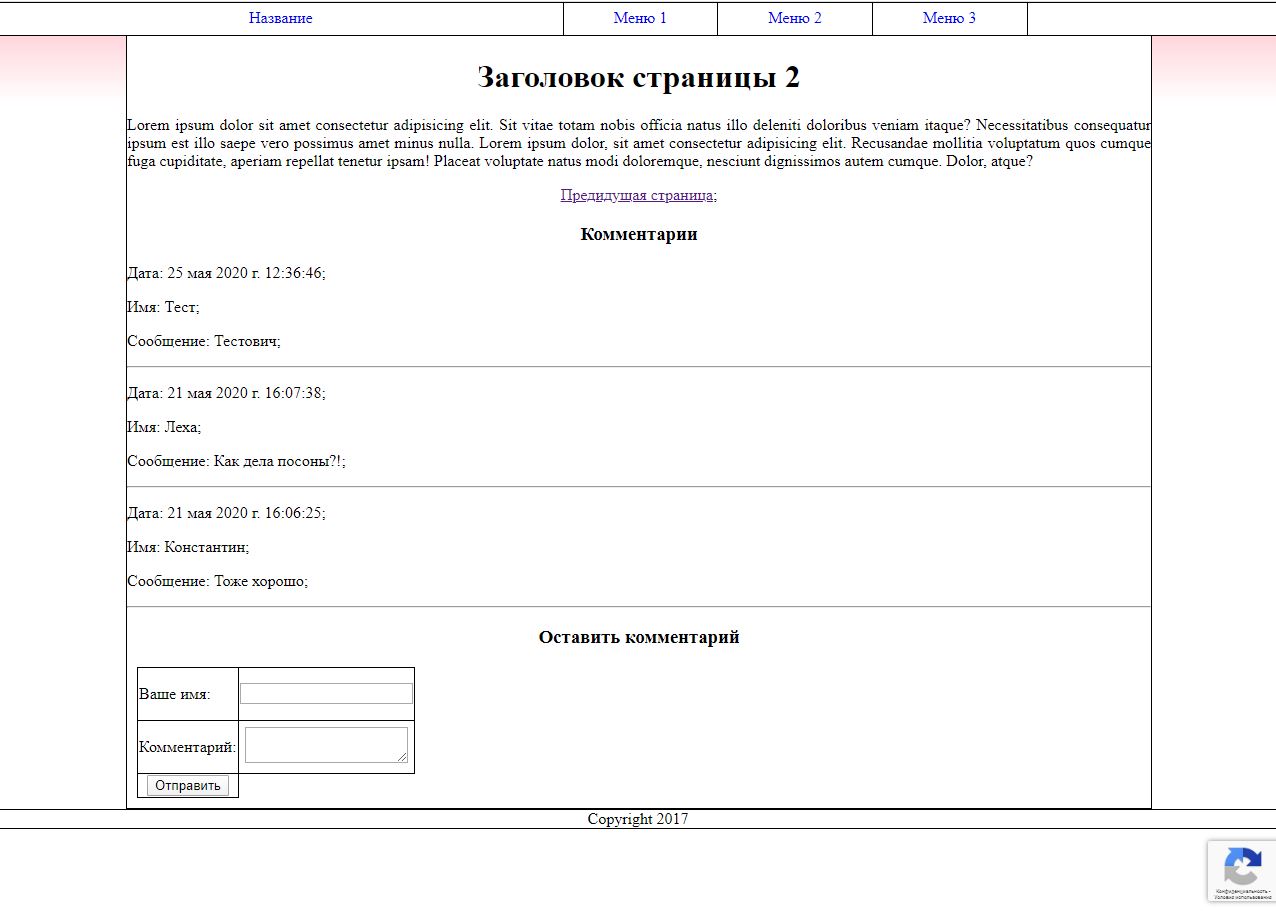 Название Меню 1 Меню 2 Меню 3
Заголовок страницы 2
Lorem ipsum dolor sit amet consectetur adipisicing elit. Sit vitae totam nobis officia natus illo deleniti doloribus veniam itaque? Necessitatibus consequatur
ipsum est illo saepe vero possimus amet minus nulla. Lorem ipsum dolor, sit amet consectetur adipisicing elit. Recusandae mollitia voluptatum quos cumque
fuga cupiditate, aperiam repellat tenetur ipsam! Placeat voluptate natus modi doloremque, nesciunt dignissimos autem cumque. Dolor, atque?
Предидущая страница;
Комментарии
Дата: 25 мая 2020 г. 12:36:46;
Имя: Тест;
Сообщение: Тестович;
Дата: 21 мая 2020 г. 16:07:38;
Имя: Леха;
Сообщение: Как дела посоны?!;
Дата: 21 мая 2020 г. 16:06:25;
Имя: Константин;
Сообщение: Тоже хорошо;
Оставить комментарий
Ваше имя:
Комментарий:
Отправить
Copyright 2017
Конфиденциальность -
Условия использования